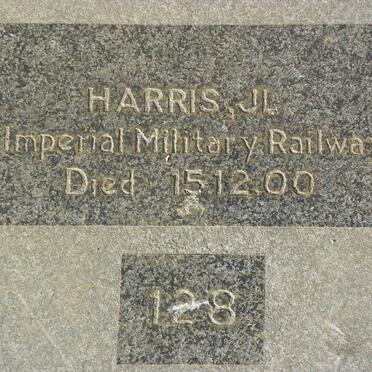 HARRIS, JL
Imperial Military Railwa
Died 15.12.00
128